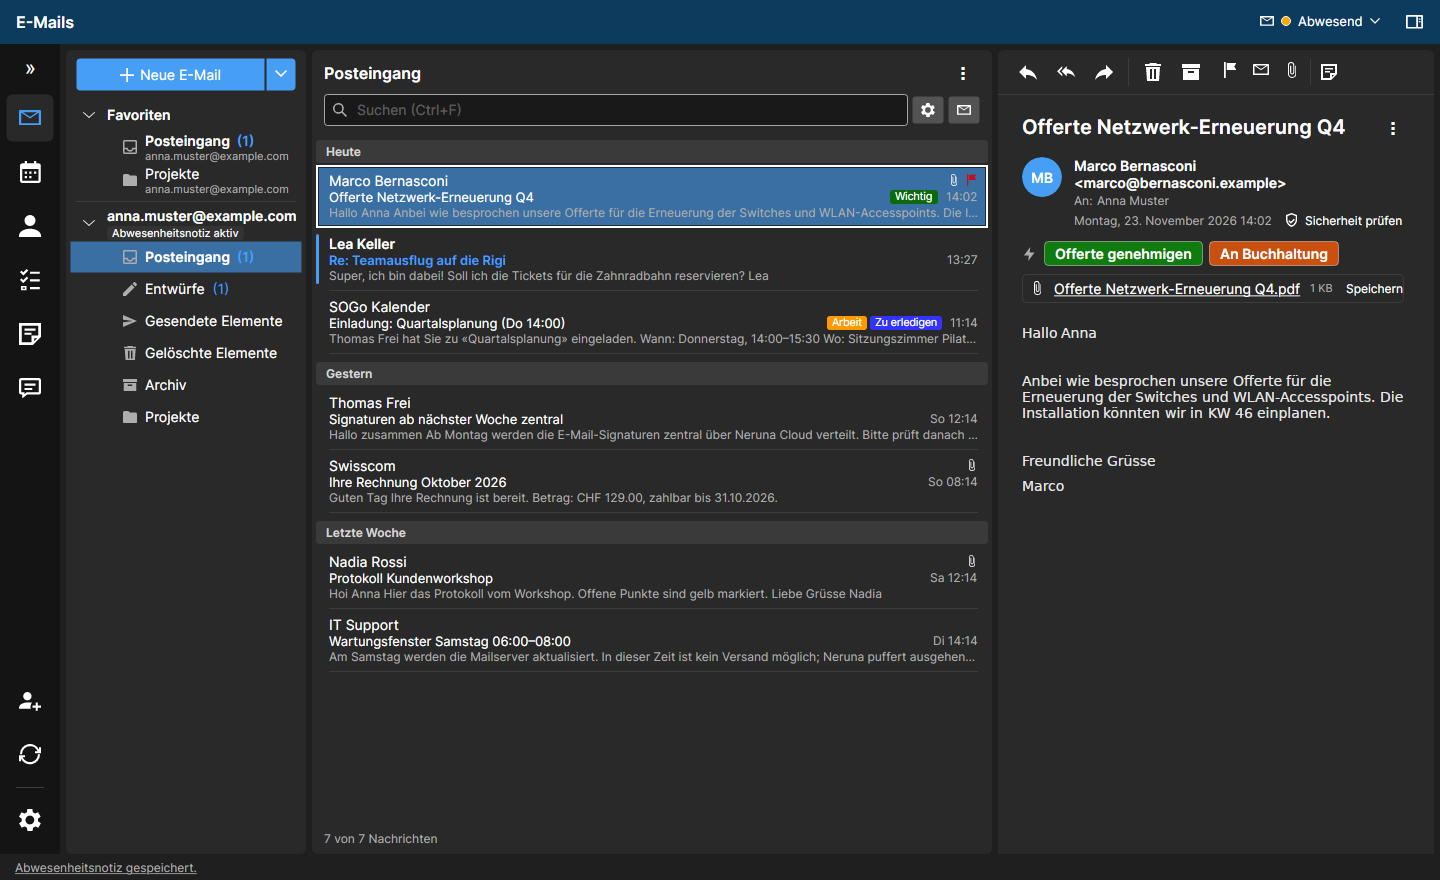 E-Mails
Abwesend
Neue E-Mail
Favoriten
Posteingang (1)
anna.muster@example.com
Projekte
anna.muster@example.com
anna.muster@example.com
Abwesenheitsnotiz aktiv
Posteingang (1)
Entwürfe (1)
Gesendete Elemente
Gelöschte Elemente
Archiv
Projekte
Posteingang
Suchen (Ctrl+F)
Heute
Marco Bernasconi
Offerte Netzwerk-Erneuerung Q4 Wichtig 14:02
Hallo Anna Anbei wie besprochen unsere Offerte für die Erneuerung der Switches und WLAN-Accesspoints. Die I...
Lea Keller
Re: Teamausflug auf die Rigi 13:27
Super, ich bin dabei! Soll ich die Tickets für die Zahnradbahn reservieren? Lea
SOGo Kalender
Einladung: Quartalsplanung (Do 14:00) Arbeit Zu erledigen 11:14
Thomas Frei hat Sie zu «Quartalsplanung» eingeladen. Wann: Donnerstag, 14:00–15:30 Wo: Sitzungszimmer Pilat...
Gestern
Thomas Frei
Signaturen ab nächster Woche zentral So 12:14
Hallo zusammen Ab Montag werden die E-Mail-Signaturen zentral über Neruna Cloud verteilt. Bitte prüft danach ...
Swisscom
Ihre Rechnung Oktober 2026 So 08:14
Guten Tag Ihre Rechnung ist bereit. Betrag: CHF 129.00, zahlbar bis 31.10.2026.
Letzte Woche
Nadia Rossi
Protokoll Kundenworkshop Sa 12:14
Hoi Anna Hier das Protokoll vom Workshop. Offene Punkte sind gelb markiert. Liebe Grüsse Nadia
IT Support
Wartungsfenster Samstag 06:00–08:00 Di 14:14
Am Samstag werden die Mailserver aktualisiert. In dieser Zeit ist kein Versand möglich; Neruna puffert ausgehen...
7 von 7 Nachrichten
Offerte Netzwerk-Erneuerung Q4
MB
Marco Bernasconi
<marco@bernasconi.example>
An: Anna Muster
Montag, 23. November 2026 14:02 Sicherheit prüfen
Offerte genehmigen An Buchhaltung
Offerte Netzwerk-Erneuerung Q4.pdf 1 KB Speichern
Hallo Anna
Anbei wie besprochen unsere Offerte für die
Erneuerung der Switches und WLAN-Accesspoints. Die
Installation könnten wir in KW 46 einplanen.
Freundliche Grüsse
Marco
Abwesenheitsnotiz gespeichert.